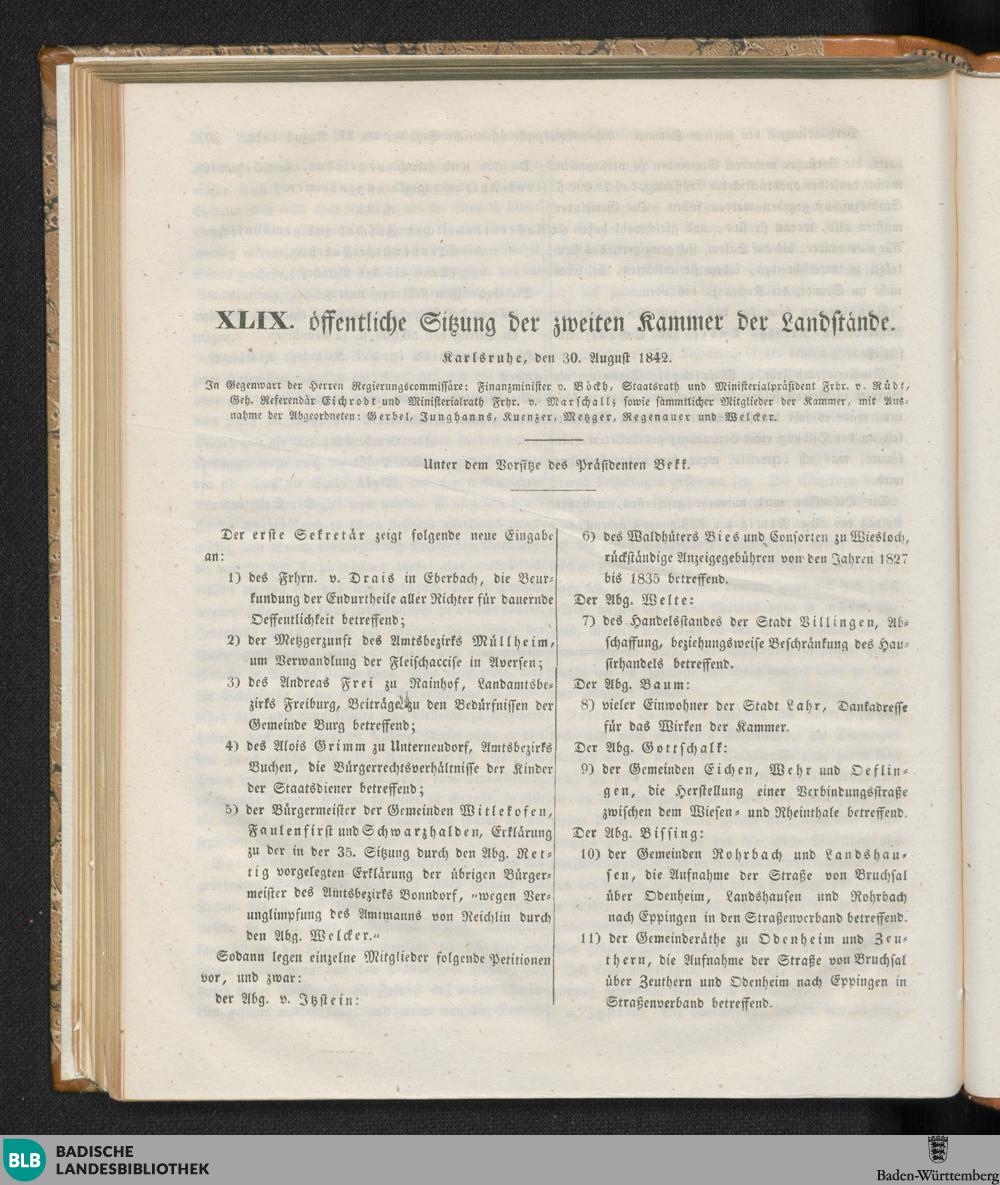 XLIX. öffentliche Sitzung der zweiten Kammer der Landstände.
Karlsruhe, den 30. August 1842.
In Gegenwart der Herren Regierungscommissäre: Finanzminister v. Böckh, Staatsrath und Ministerialpräsident Frhr. v. Rüdt,
Geh. Referendär Eichrodt und Ministerialrath Frhr. v. Marschall; sowie sämmtlicher Mitglieder der Kammer, mit Aus-
nahme der Abgeordneten: Gerbel, Junghanns, Kuenzer, Metzger, Regenauer und Welcker.
Unter dem Vorsitze des Präsidenten Bekk.
Der erste Sekretär zeigt folgende neue Eingabe
an:
1) des Frhrn. v. Drais in Eberbach, die Beur-
kundung der Endurtheile aller Richter für dauernde
Oeffentlichkeit betreffend;
2) der Metzgerzunft des Amtsbezirks Müllheim,
um Verwandlung der Fleischaccise in Aversen;
3) des Andreas Frei zu Rainhof, Landamtsbe-
zirks Freiburg, Beiträge zu den Bedürfnissen der
Gemeinde Burg betreffend;
4) des Alois Grimm zu Unterneudorf, Amtsbezirks
Buchen, die Bürgerrechtsverhältnisse der Kinder
der Staatsdiener betreffend;
5) der Bürgermeister der Gemeinden Witlekofen,
Faulenfirst und Schwarzhalden, Erklärung
zu der in der 35. Sitzung durch den Abg. Ret-
tig vorgelegten Erklärung der übrigen Bürger-
meister des Amtsbezirks Bonndorf, „wegen Ver-
unglimpfung des Amtmanns von Reichlin durch
den Abg. Welcker.“
Sodann legen einzelne Mitglieder folgende Petitionen
vor, und zwar:
der Abg. v. Itzstein:
6) des Waldhüters Bies und Consorten zu Wiesloch,
rückständige Anzeigegebühren von den Jahren 1827
bis 1835 betreffend.
Der Abg. Welte:
7) des Handelsstandes der Stadt Villingen, Ab-
schaffung, beziehungsweise Beschränkung des Hau-
sirhandels betreffend.
Der Abg. Baum:
8) vieler Einwohner der Stadt Lahr, Dankadresse
für das Wirken der Kammer.
Der Abg. Gottschalk:
9) der Gemeinden Eichen, Wehr und Oeflin-
gen, die Herstellung einer Verbindungsstraße
zwischen dem Wiesen- und Rheinthale betreffend.
Der Abg. Bissing:
10) der Gemeinden Rohrbach und Landshau-
sen, die Aufnahme der Straße von Bruchsal
über Odenheim, Landshausen und Rohrbach
nach Eppingen in den Straßenverband betreffend.
11) der Gemeinderäthe zu Odenheim und Zeu-
thern, die Aufnahme der Straße von Bruchsal
über Zeuthern und Odenheim nach Eppingen in
Straßenverband betreffend.
BLB BADISCHE
LANDESBIBLIOTHEK
Baden-Württemberg